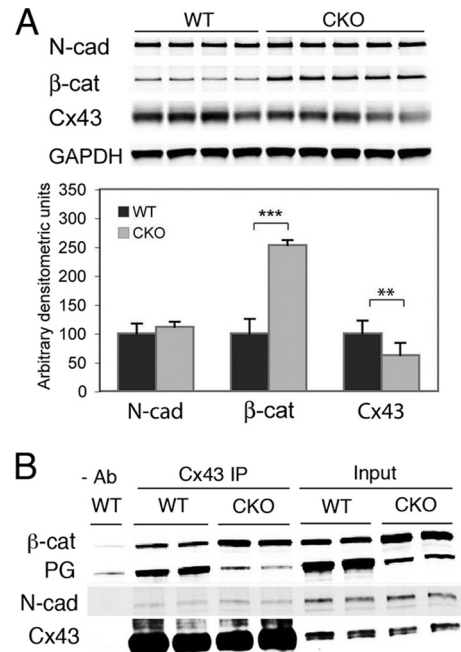 A
WT CKO
N-cad
β-cat
Cx43
GAPDH
350
300
250
200
150
100
50
0
Arbitrary densitometric units
WT
CKO
***
**
N-cad β-cat Cx43
B
- Ab Cx43 IP Input
WT WT CKO WT CKO
β-cat
PG
N-cad
Cx43